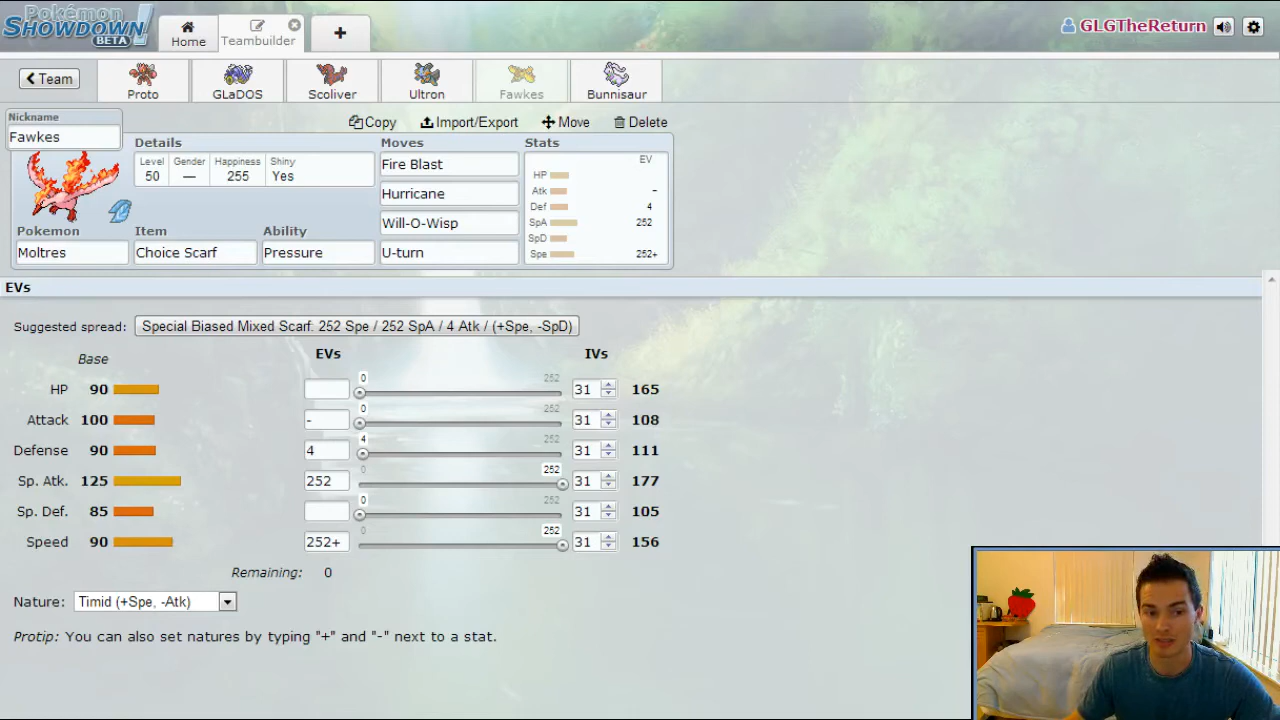 Pokémon
SHOWDOWN!
BETA
Home
Teambuilder
+
GLGTheReturn
Team
Proto
GLaDOS
Scoliver
Ultron
Fawkes
Bunnisaur
Nickname
Fawkes
Copy
Import/Export
Move
Delete
Details
Moves
Stats
Level
Gender
Happiness
Shiny
50
—
255
Yes
Fire Blast
Hurricane
Will-O-Wisp
U-turn
EV
HP
Atk -
Def 4
SpA 252
SpD
Spe 252+
Pokemon
Item
Ability
Moltres
Choice Scarf
Pressure
EVs
Suggested spread: Special Biased Mixed Scarf: 252 Spe / 252 SpA / 4 Atk / (+Spe, -SpD)
Base EVs IVs
0 252
HP 90 31 165
0 252
Attack 100 - 31 108
4 252
Defense 90 4 31 111
0 252
Sp. Atk. 125 252 31 177
0 252
Sp. Def. 85 31 105
0 252
Speed 90 252+ 31 156
Remaining: 0
Nature: Timid (+Spe, -Atk)
Protip: You can also set natures by typing "+" and "-" next to a stat.